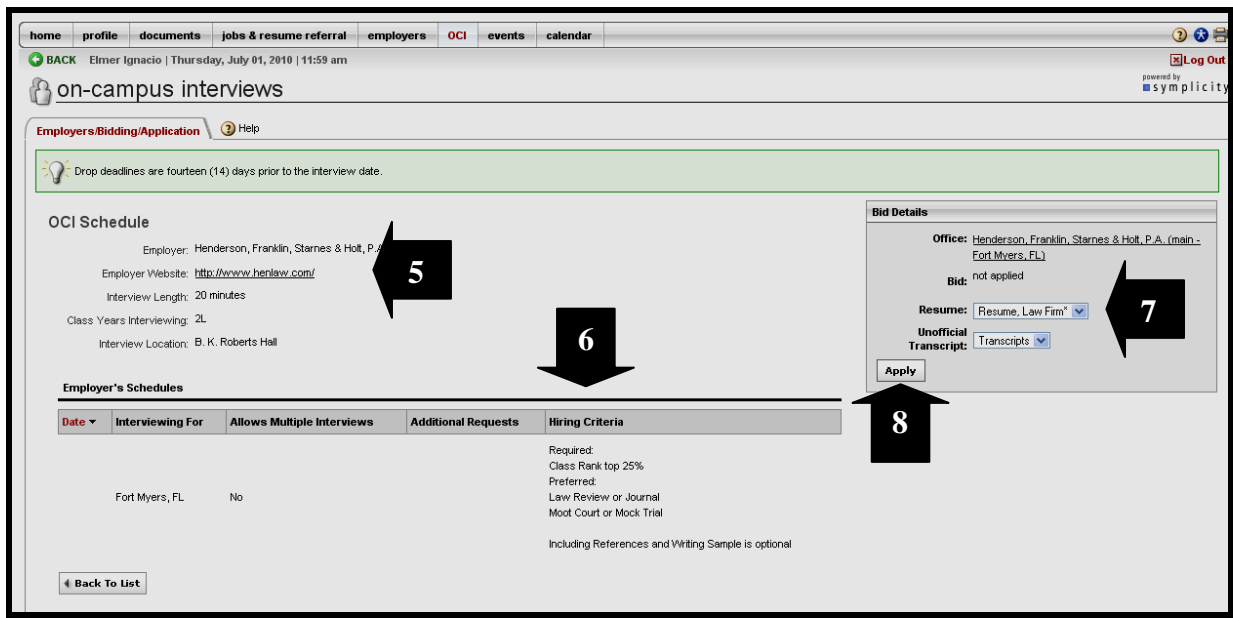 home profile documents jobs & resume referral employers OCI events calendar
BACK Elmer Ignacio | Thursday, July 01, 2010 | 11:59 am
Log Out
on-campus interviews
powered by
symplicity
Employers/Bidding/Application
Help
Drop deadlines are fourteen (14) days prior to the interview date.
OCI Schedule
Employer: Henderson, Franklin, Starnes & Holt, P.A
Employer Website: http://www.henlaw.com/
Interview Length: 20 minutes
Class Years Interviewing: 2L
Interview Location: B. K. Roberts Hall
5
6
Bid Details
Office: Henderson, Franklin, Starnes & Holt, P.A. (main -
Fort Myers, FL)
Bid: not applied
Resume: Resume, Law Firm*
Unofficial
Transcript: Transcripts
Apply
7
8
Employer's Schedules
Date Interviewing For Allows Multiple Interviews Additional Requests Hiring Criteria
Required:
Class Rank top 25%
Preferred:
Fort Myers, FL No Law Review or Journal
Moot Court or Mock Trial
Including References and Writing Sample is optional
Back To List